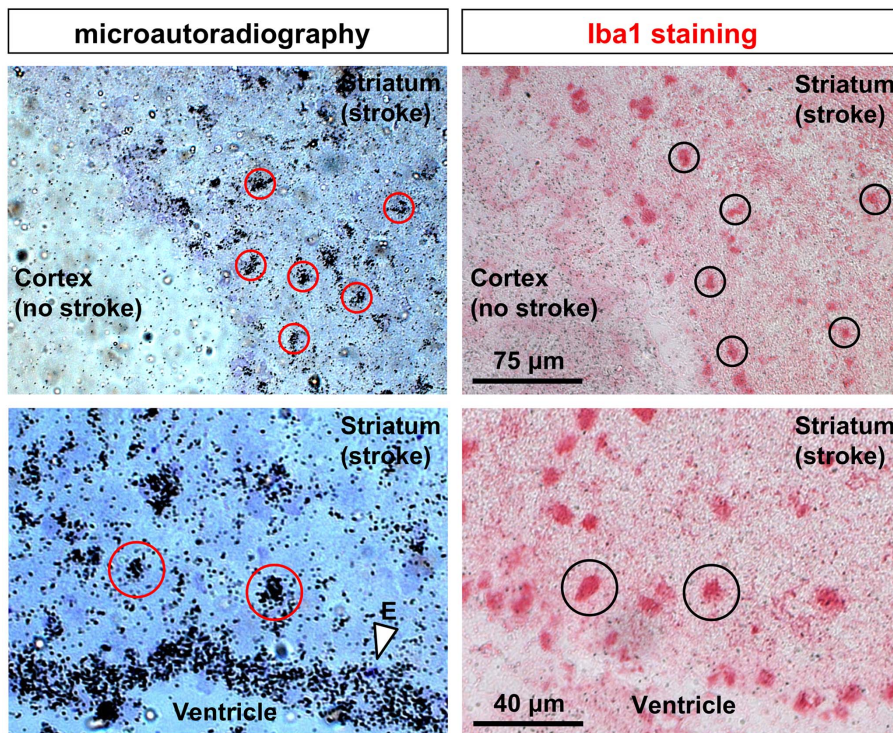 microautoradiography
Iba1 staining
Striatum
(stroke)
Cortex
(no stroke)
Striatum
(stroke)
Cortex
(no stroke)
75 µm
Striatum
(stroke)
E
Ventricle
Striatum
(stroke)
Ventricle
40 µm